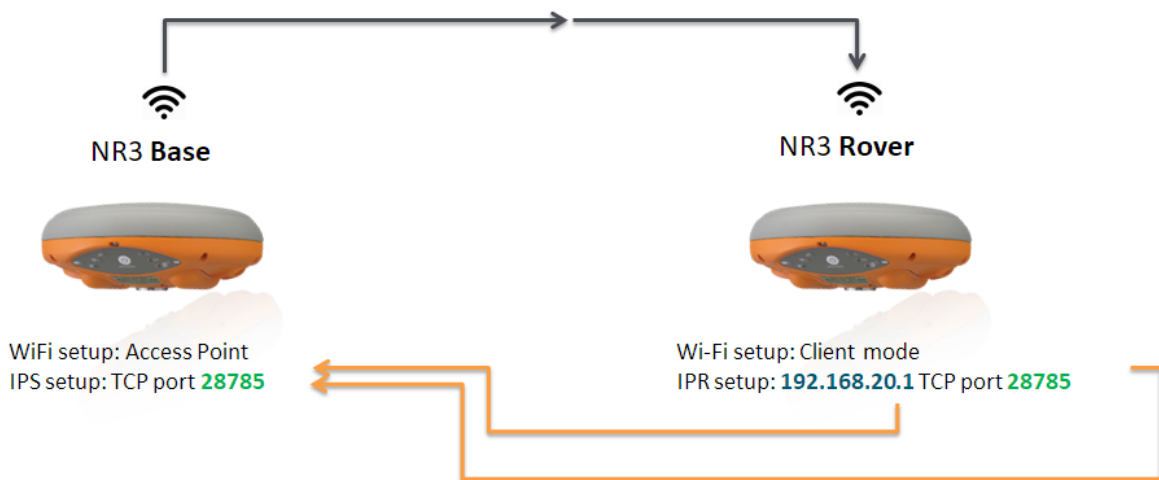 NR3 Base
NR3 Rover
WiFi setup: Access Point
IPS setup: TCP port 28785
Wi-Fi setup: Client mode
IPR setup: 192.168.20.1 TCP port 28785